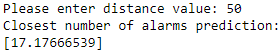 Please enter distance value: 50
Closest number of alarms prediction:
[17.17666539]